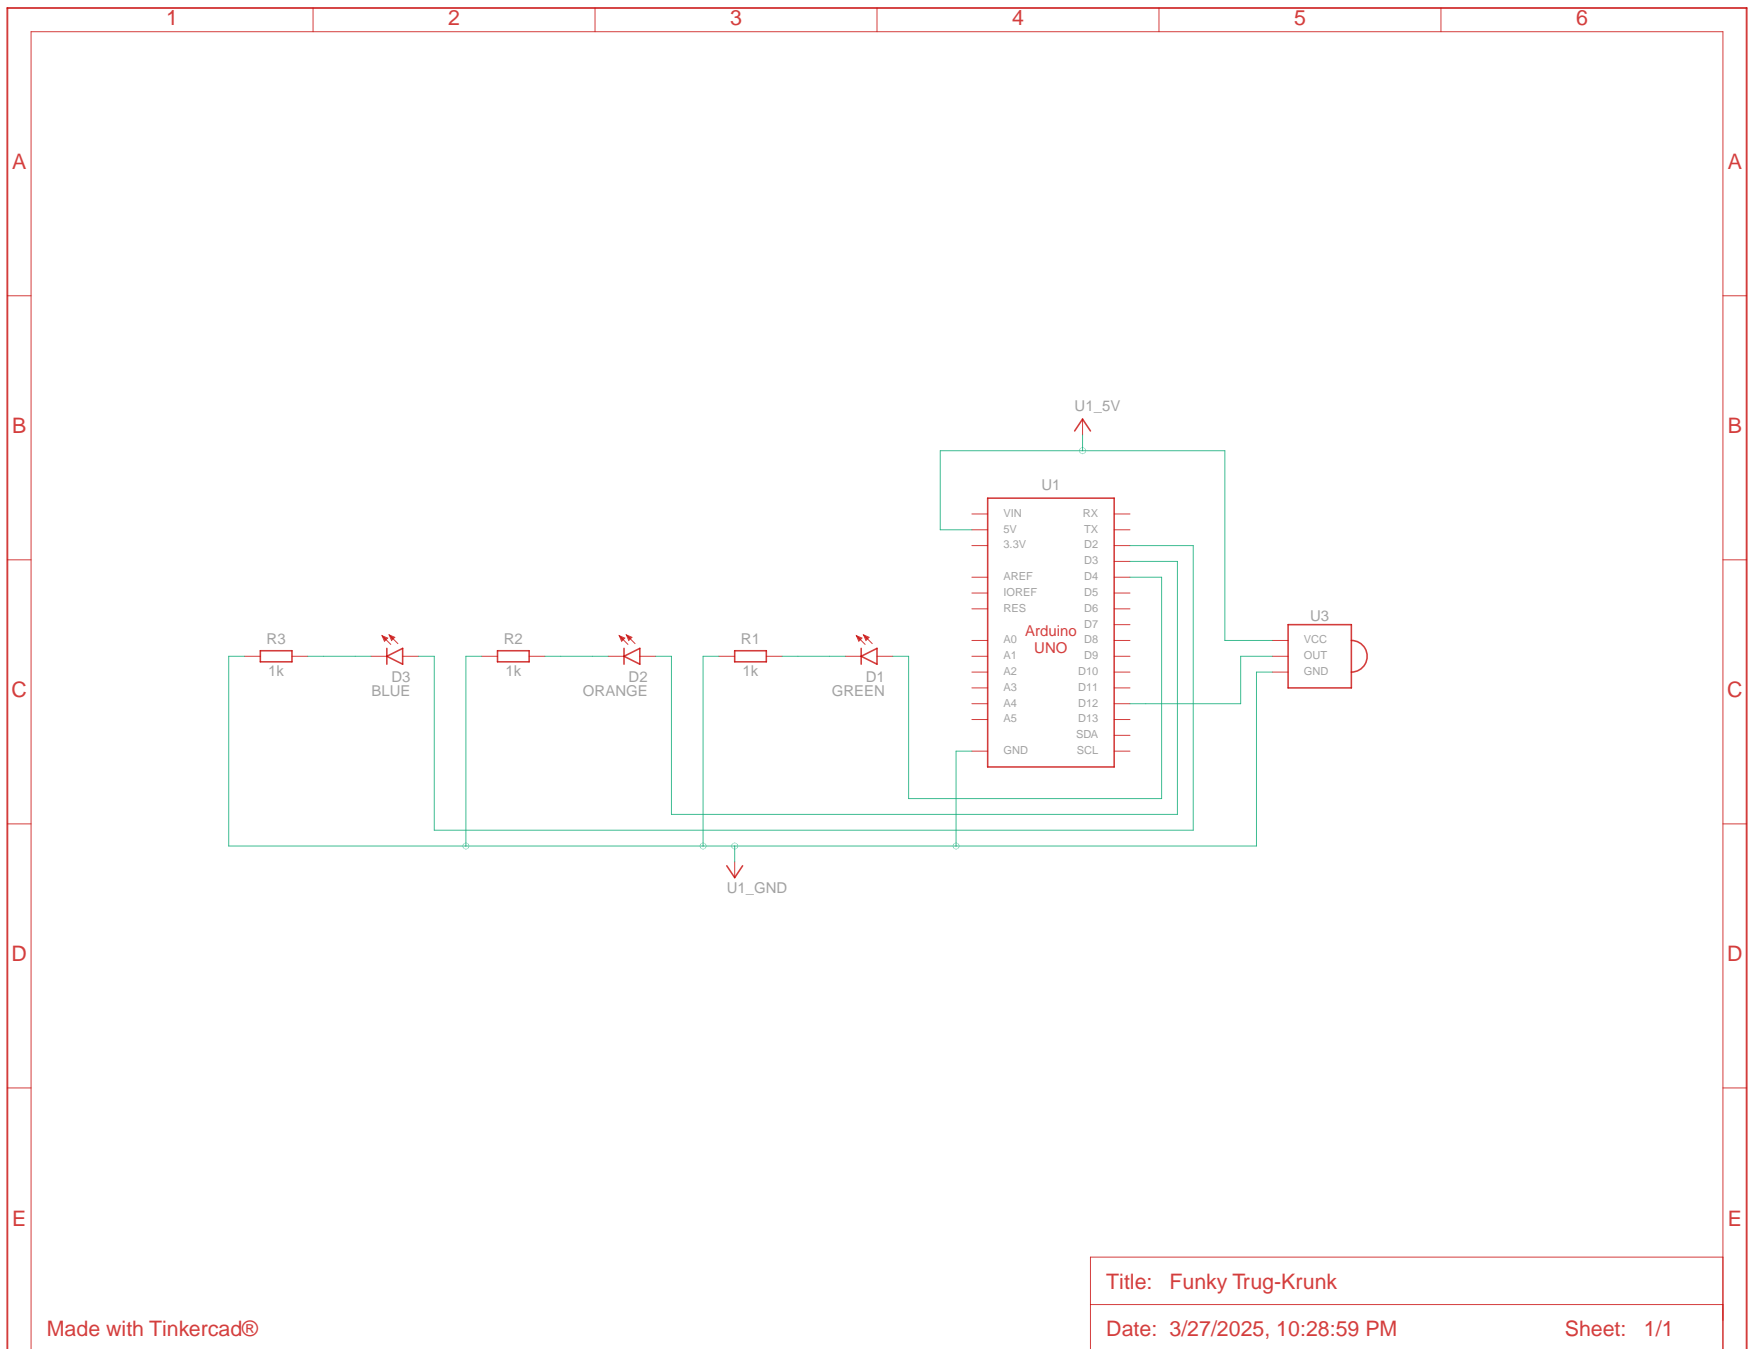 1 2 3 4 5 6
A A
B B
U1_5V
U1
VIN RX
5V TX
3.3V D2
D3
AREF D4
IOREF D5
RES D6
D7
A0 D8
A1 D9
A2 D10
A3 D11
A4 D12
A5 D13
SDA
GND SCL
Arduino
UNO
U3
VCC
OUT
GND
R3
1k
D3
BLUE
R2
1k
D2
ORANGE
R1
1k
D1
GREEN
C C
U1_GND
D D
E E
Title: Funky Trug-Krunk
Made with Tinkercad®
Date: 3/27/2025, 10:28:59 PM Sheet: 1/1